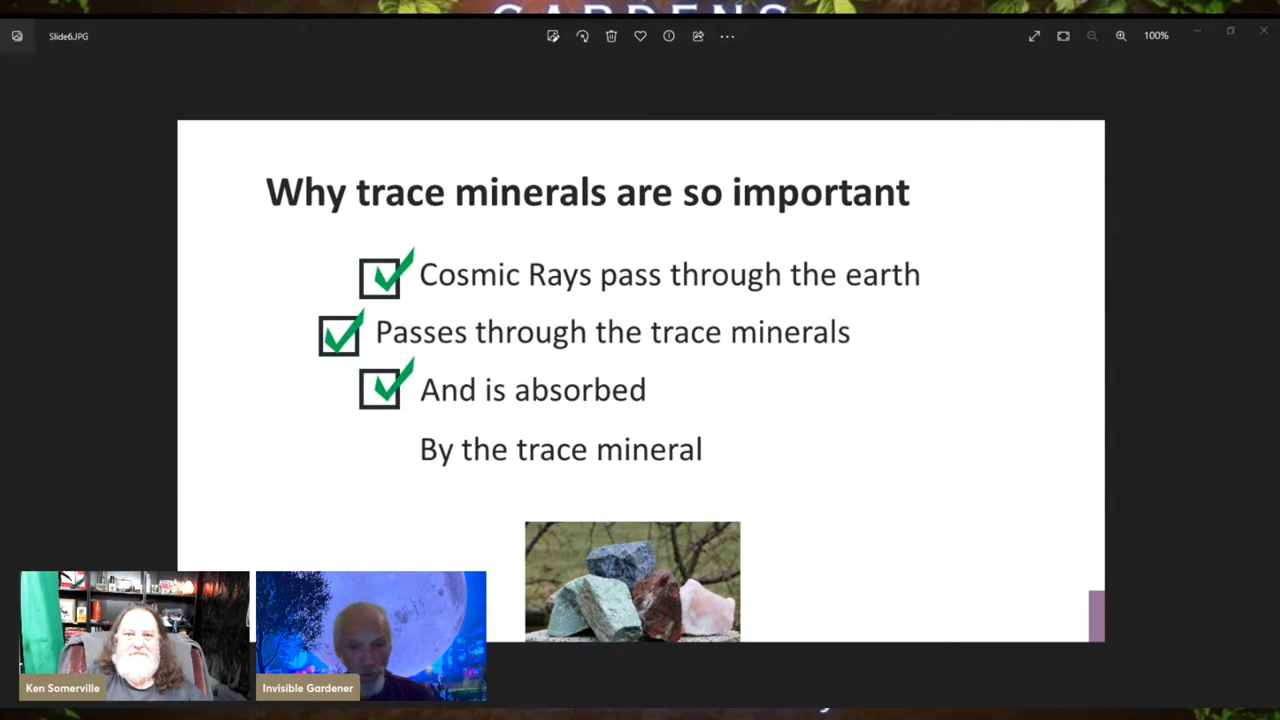 GARDENS
Slide6.JPG
100%
Why trace minerals are so important
Cosmic Rays pass through the earth
Passes through the trace minerals
And is absorbed
By the trace mineral
Ken Somerville
Invisible Gardener